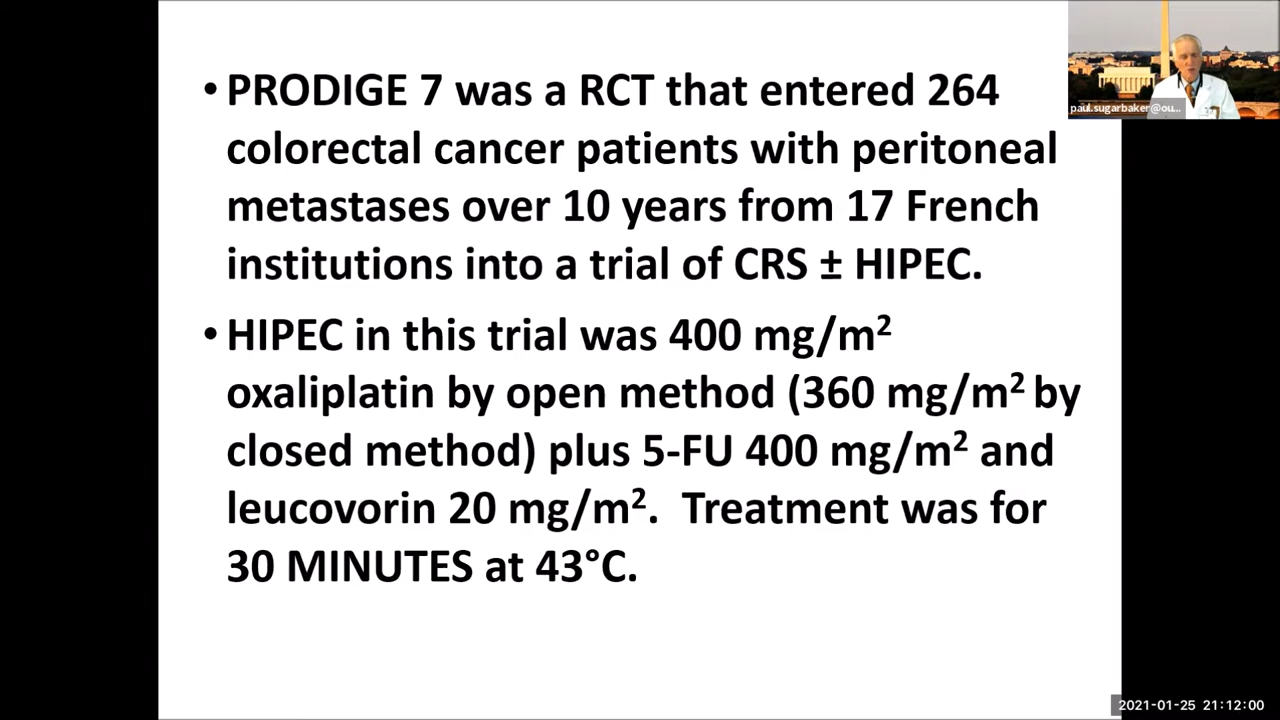 • PRODIGE 7 was a RCT that entered 264
colorectal cancer patients with peritoneal
metastases over 10 years from 17 French
institutions into a trial of CRS ± HIPEC.
• HIPEC in this trial was 400 mg/m²
oxaliplatin by open method (360 mg/m² by
closed method) plus 5-FU 400 mg/m² and
leucovorin 20 mg/m². Treatment was for
30 MINUTES at 43°C.
paul.sugarbaker@ou...
2021-01-25 21:12:00